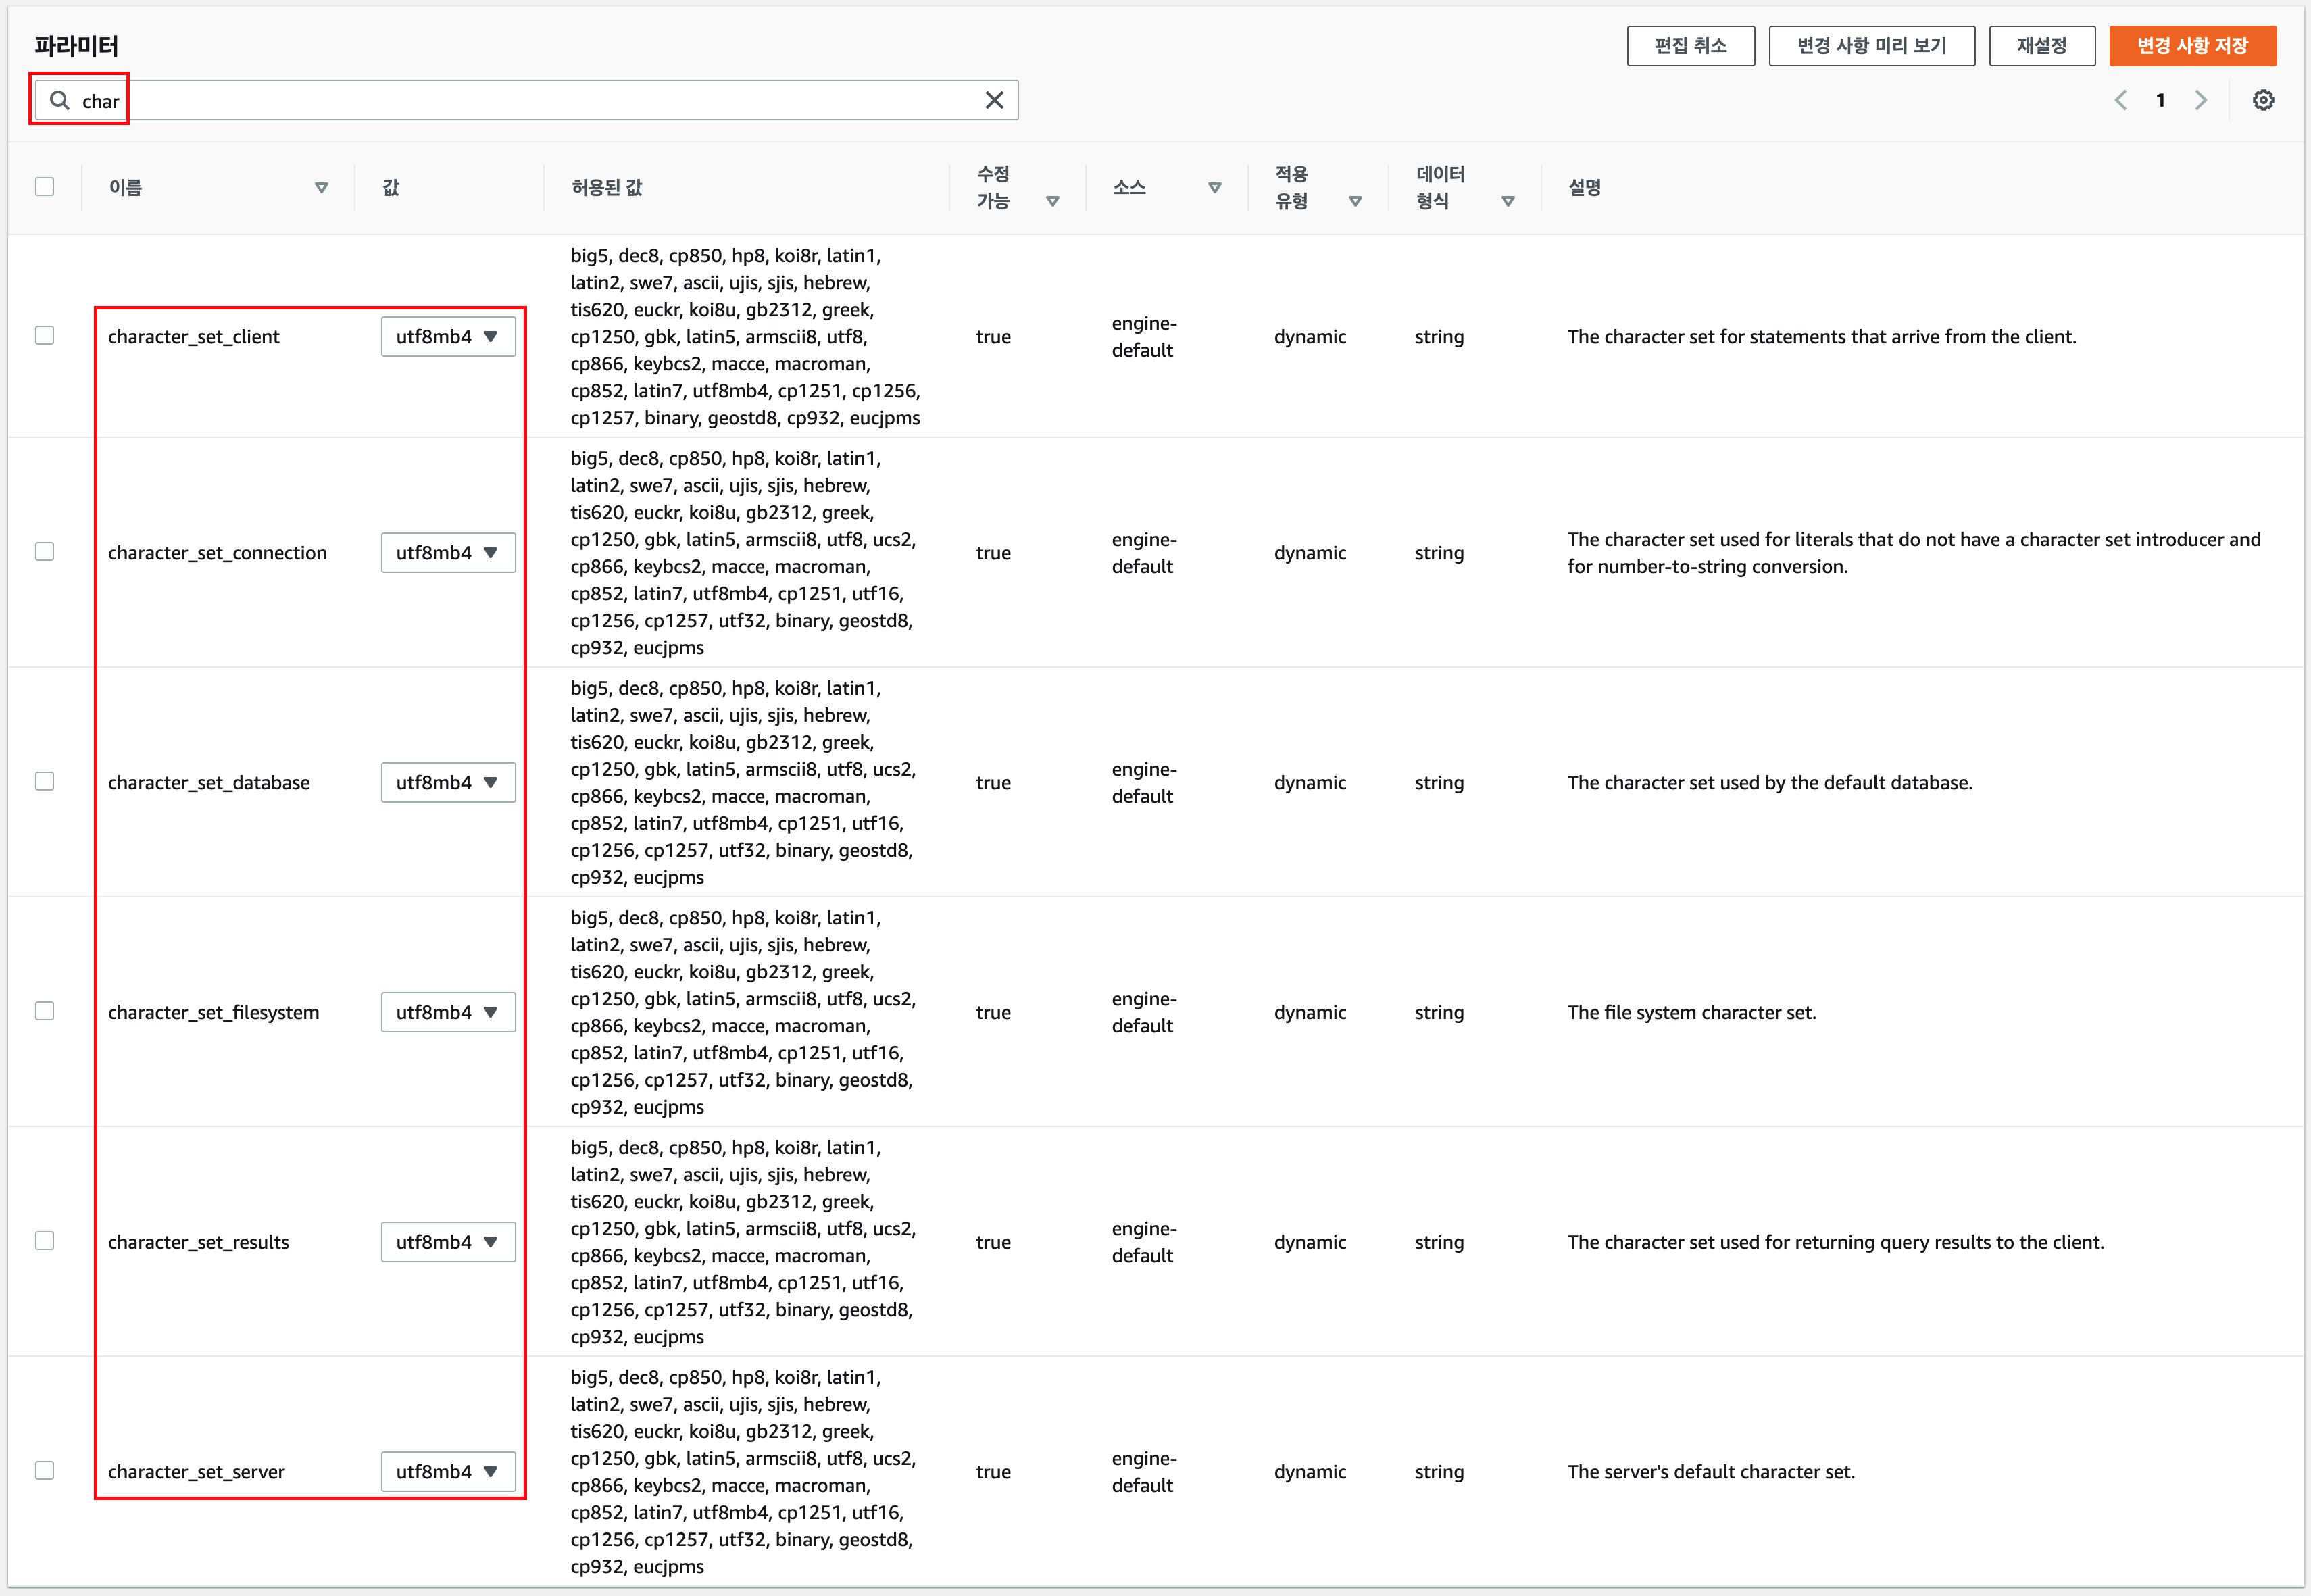 파라미터
편집 취소
변경 사항 미리 보기
재설정
변경 사항 저장
char
1
이름
값
허용된 값
수정
가능
소스
적용
유형
데이터
형식
설명
character_set_client
utf8mb4
big5, dec8, cp850, hp8, koi8r, latin1,
latin2, swe7, ascii, ujis, sjis, hebrew,
tis620, euckr, koi8u, gb2312, greek,
cp1250, gbk, latin5, armscii8, utf8,
cp866, keybcs2, macce, macroman,
cp852, latin7, utf8mb4, cp1251, cp1256,
cp1257, binary, geostd8, cp932, eucjpms
true
engine-
default
dynamic
string
The character set for statements that arrive from the client.
character_set_connection
utf8mb4
big5, dec8, cp850, hp8, koi8r, latin1,
latin2, swe7, ascii, ujis, sjis, hebrew,
tis620, euckr, koi8u, gb2312, greek,
cp1250, gbk, latin5, armscii8, utf8, ucs2,
cp866, keybcs2, macce, macroman,
cp852, latin7, utf8mb4, cp1251, utf16,
cp1256, cp1257, utf32, binary, geostd8,
cp932, eucjpms
true
engine-
default
dynamic
string
The character set used for literals that do not have a character set introducer and
for number-to-string conversion.
character_set_database
utf8mb4
big5, dec8, cp850, hp8, koi8r, latin1,
latin2, swe7, ascii, ujis, sjis, hebrew,
tis620, euckr, koi8u, gb2312, greek,
cp1250, gbk, latin5, armscii8, utf8, ucs2,
cp866, keybcs2, macce, macroman,
cp852, latin7, utf8mb4, cp1251, utf16,
cp1256, cp1257, utf32, binary, geostd8,
cp932, eucjpms
true
engine-
default
dynamic
string
The character set used by the default database.
character_set_filesystem
utf8mb4
big5, dec8, cp850, hp8, koi8r, latin1,
latin2, swe7, ascii, ujis, sjis, hebrew,
tis620, euckr, koi8u, gb2312, greek,
cp1250, gbk, latin5, armscii8, utf8, ucs2,
cp866, keybcs2, macce, macroman,
cp852, latin7, utf8mb4, cp1251, utf16,
cp1256, cp1257, utf32, binary, geostd8,
cp932, eucjpms
true
engine-
default
dynamic
string
The file system character set.
character_set_results
utf8mb4
big5, dec8, cp850, hp8, koi8r, latin1,
latin2, swe7, ascii, ujis, sjis, hebrew,
tis620, euckr, koi8u, gb2312, greek,
cp1250, gbk, latin5, armscii8, utf8, ucs2,
cp866, keybcs2, macce, macroman,
cp852, latin7, utf8mb4, cp1251, utf16,
cp1256, cp1257, utf32, binary, geostd8,
cp932, eucjpms
true
engine-
default
dynamic
string
The character set used for returning query results to the client.
character_set_server
utf8mb4
big5, dec8, cp850, hp8, koi8r, latin1,
latin2, swe7, ascii, ujis, sjis, hebrew,
tis620, euckr, koi8u, gb2312, greek,
cp1250, gbk, latin5, armscii8, utf8, ucs2,
cp866, keybcs2, macce, macroman,
cp852, latin7, utf8mb4, cp1251, utf16,
cp1256, cp1257, utf32, binary, geostd8,
cp932, eucjpms
true
engine-
default
dynamic
string
The server's default character set.